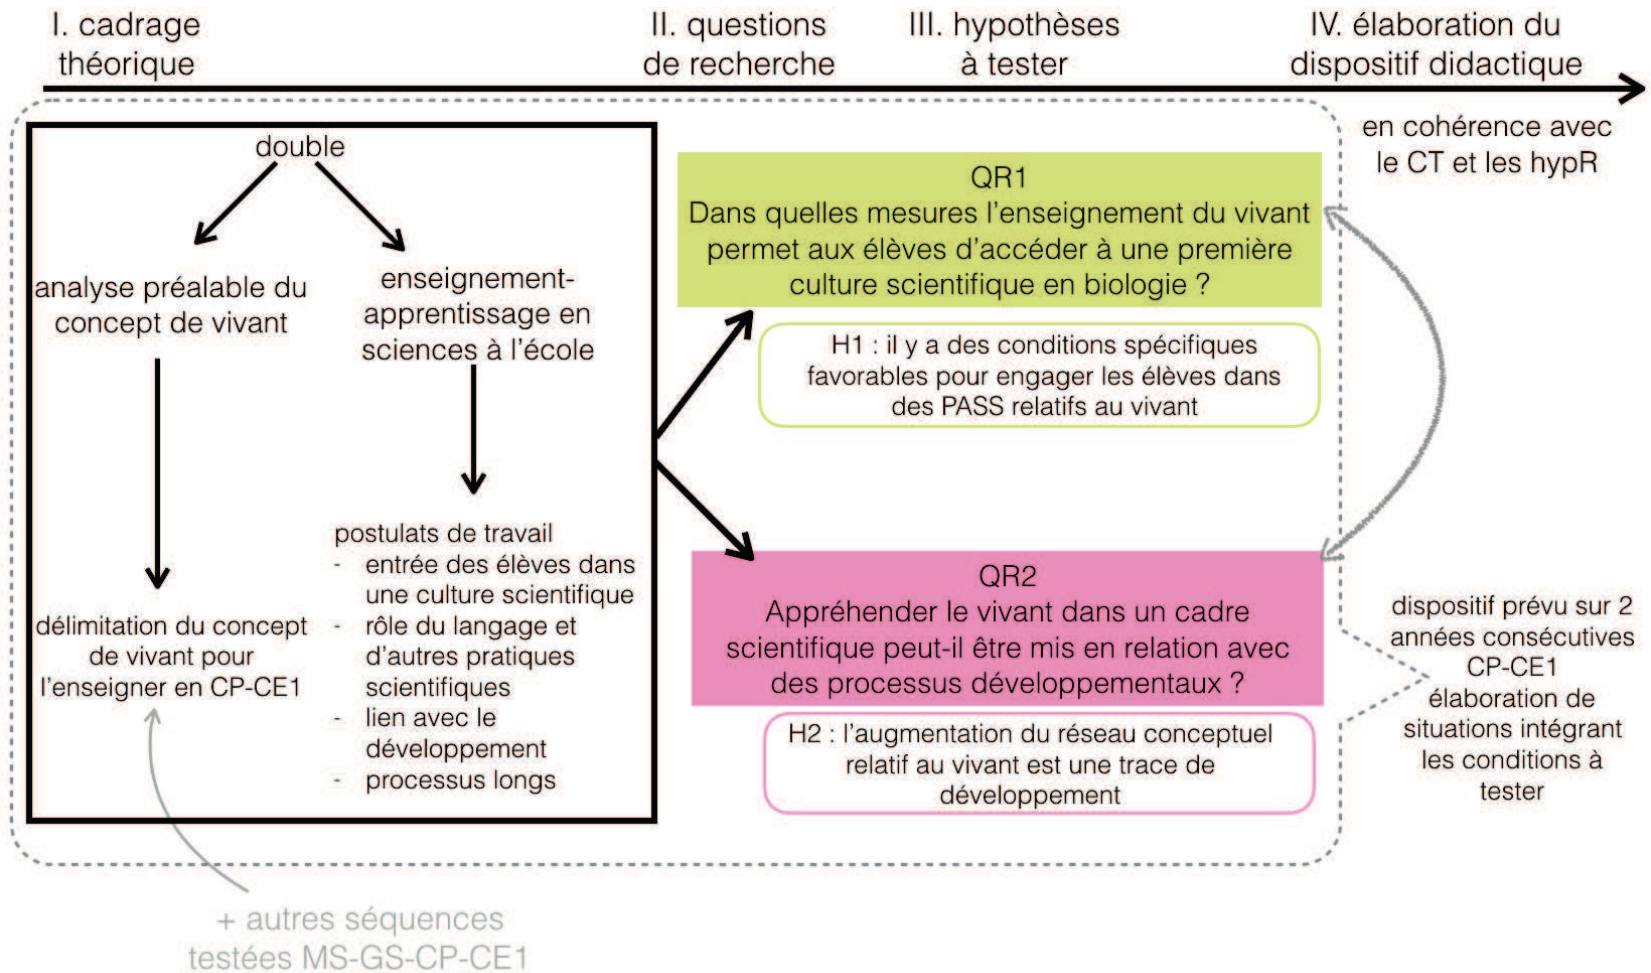 I. cadrage
théorique
II. questions
de recherche
III. hypothèses
à tester
IV. élaboration du
dispositif didactique
en cohérence avec
le CT et les hypR
double
analyse préalable du
concept de vivant
enseignement-
apprentissage en
sciences à l'école
délimitation du concept
de vivant pour
l'enseigner en CP-CE1
postulats de travail
- entrée des élèves dans
une culture scientifique
- rôle du langage et
d'autres pratiques
scientifiques
- lien avec le
développement
- processus longs
QR1
Dans quelles mesures l'enseignement du vivant
permet aux élèves d'accéder à une première
culture scientifique en biologie ?
H1 : il y a des conditions spécifiques
favorables pour engager les élèves dans
des PASS relatifs au vivant
QR2
Appréhender le vivant dans un cadre
scientifique peut-il être mis en relation avec
des processus développementaux ?
H2 : l'augmentation du réseau conceptuel
relatif au vivant est une trace de
développement
dispositif prévu sur 2
années consécutives
CP-CE1
élaboration de
situations intégrant
les conditions à
tester
+ autres séquences
testées MS-GS-CP-CE1